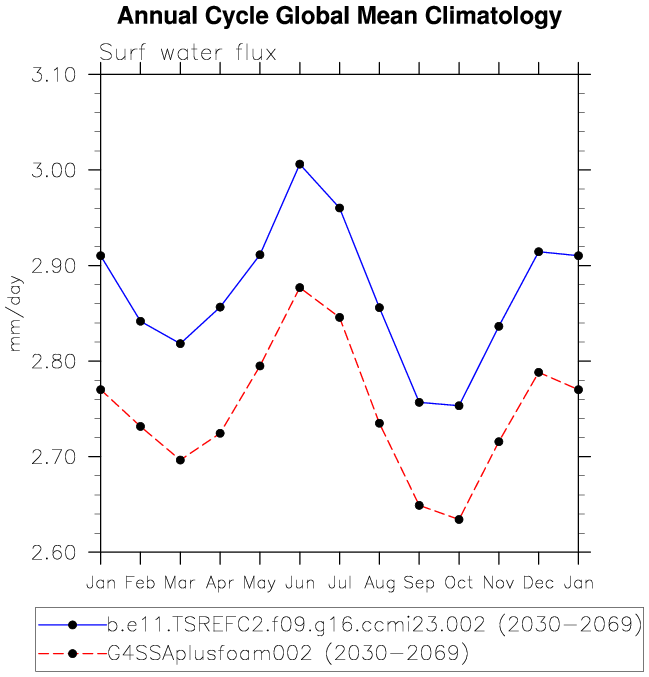 Annual Cycle Global Mean Climatology
Surf water flux
3.10
3.00
2.90
2.80
2.70
2.60
mm/day
Jan Feb Mar Apr May Jun Jul Aug Sep Oct Nov Dec Jan
b.e11.TSREFC2.f09.g16.ccmi23.002 (2030-2069)
G4SSAplusfoam002 (2030-2069)